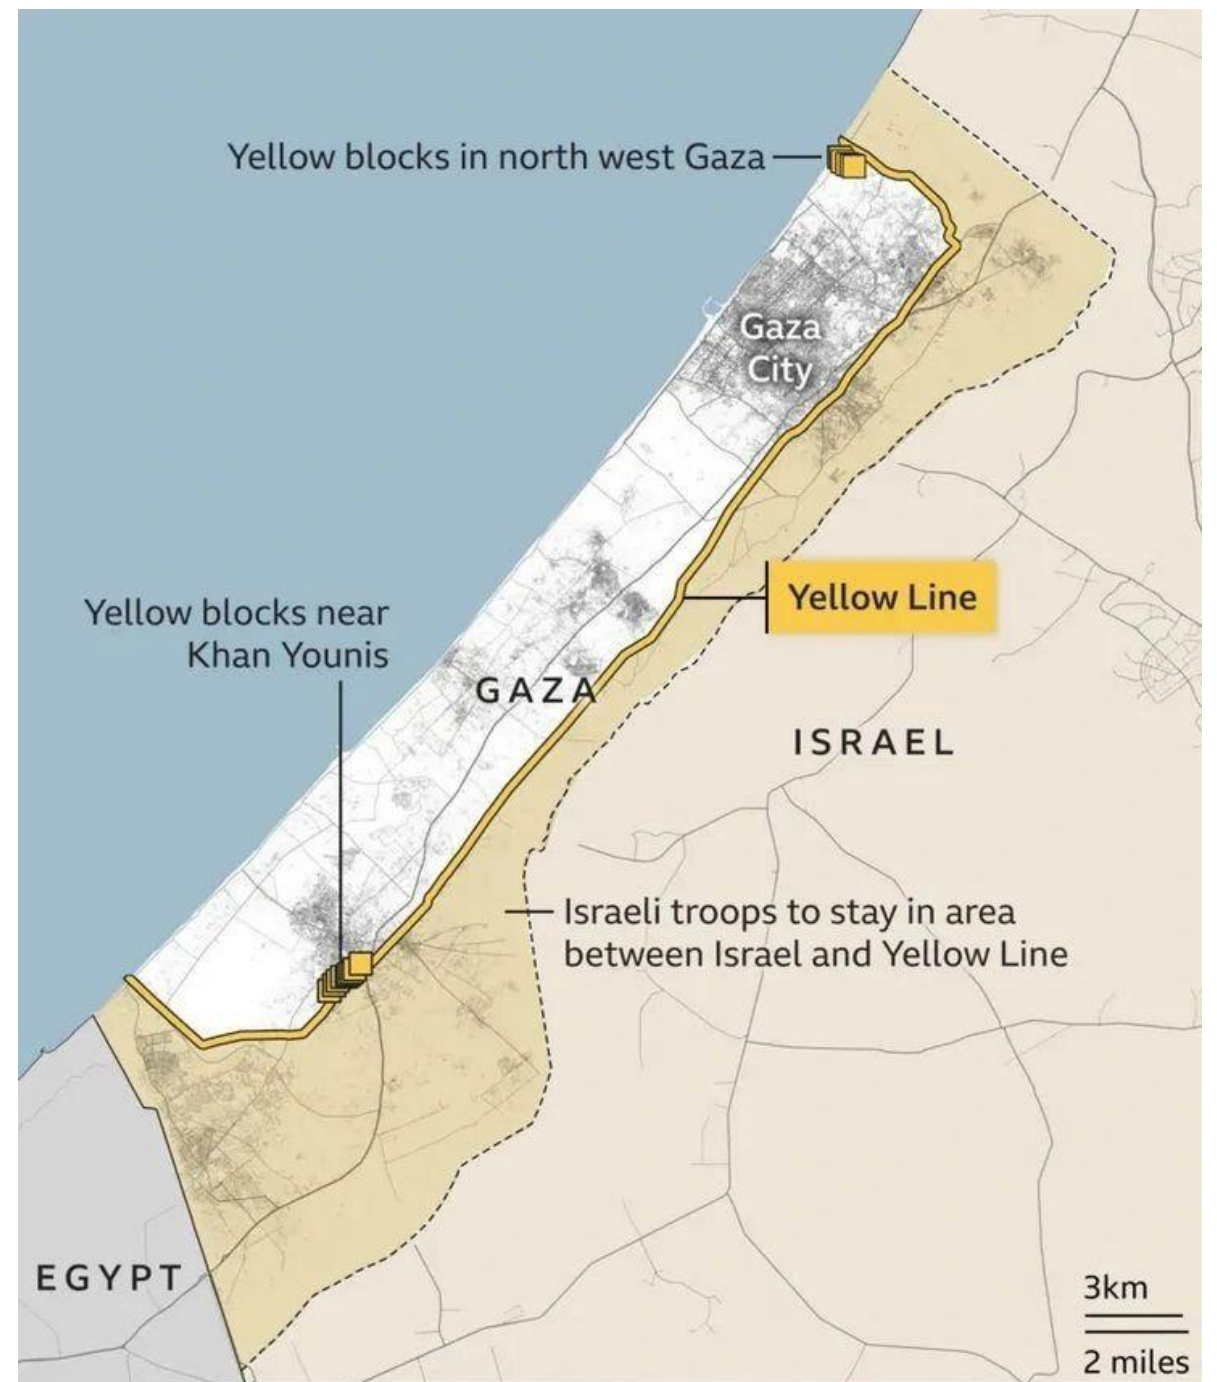 Yellow blocks in north west Gaza
Gaza
City
Yellow Line
Yellow blocks near
Khan Younis
GAZA
ISRAEL
Israeli troops to stay in area
between Israel and Yellow Line
EGYPT
3km
2 miles